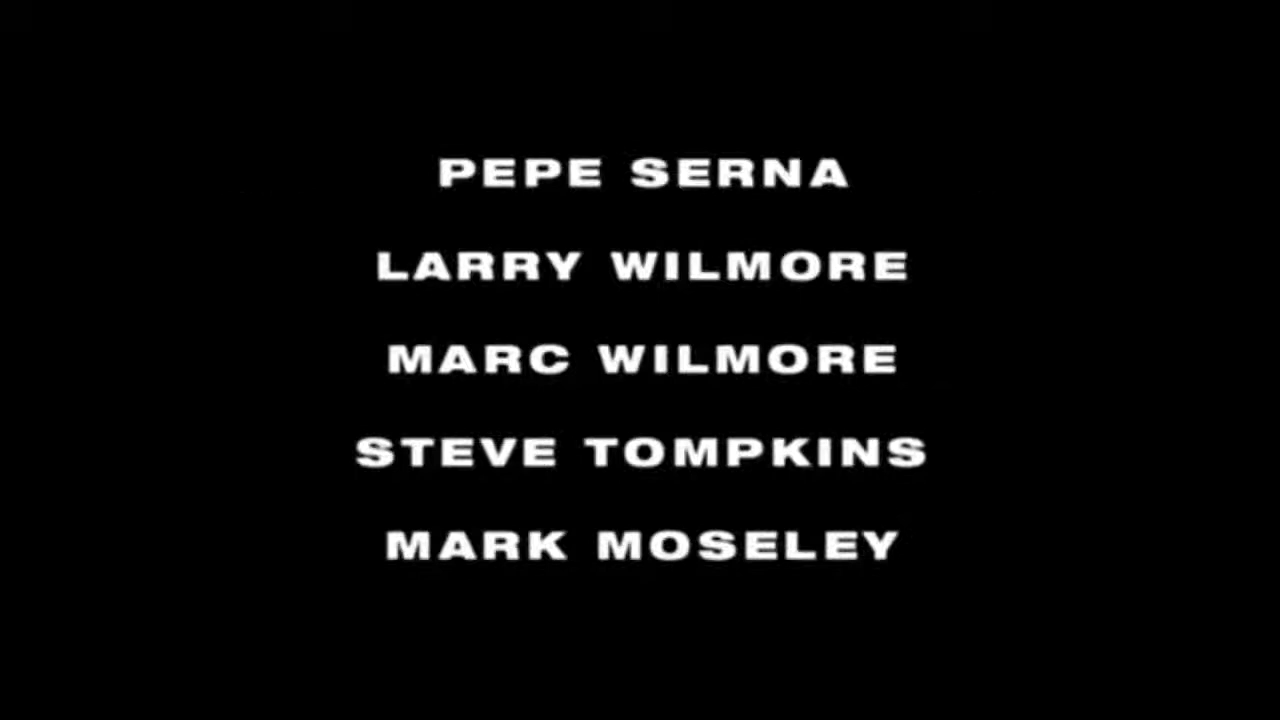 PEPE SERNA
LARRY WILMORE
MARC WILMORE
STEVE TOMPKINS
MARK MOSELEY